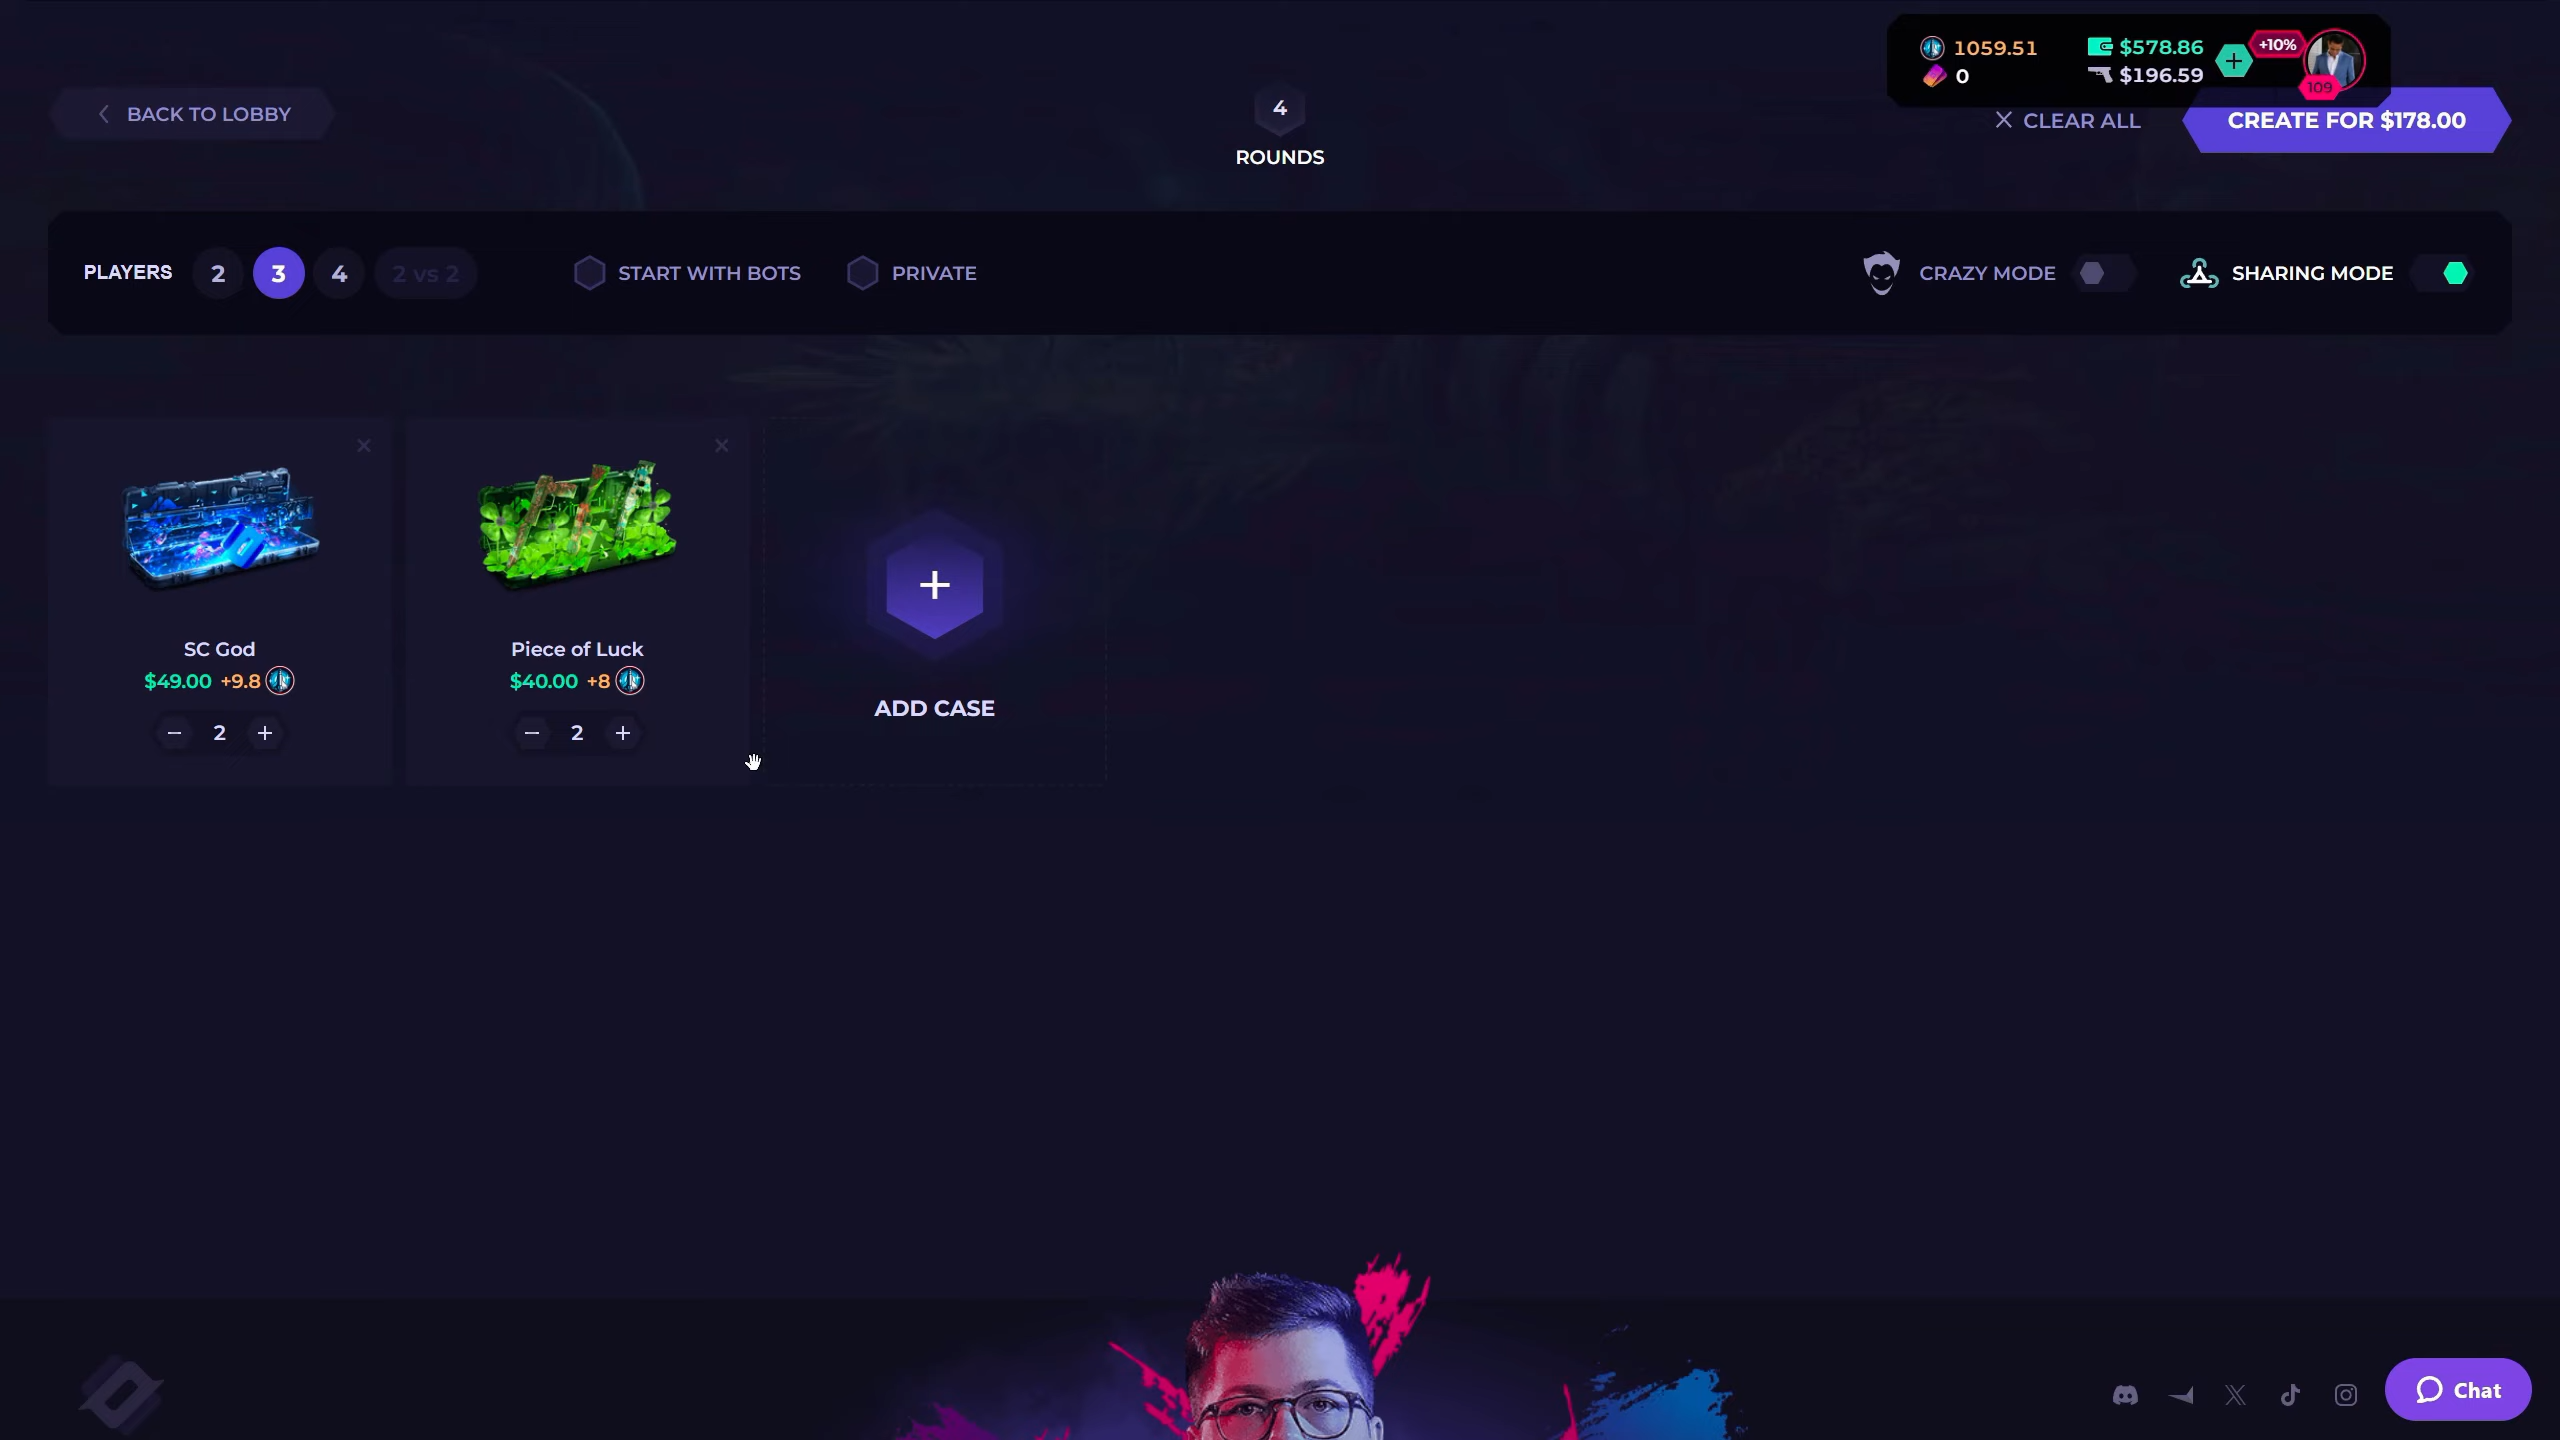 1059.51
0
$578.86
$196.59
+10%
109
BACK TO LOBBY
4
ROUNDS
CLEAR ALL
CREATE FOR $178.00
PLAYERS
2
3
4
2 vs 2
START WITH BOTS
PRIVATE
CRAZY MODE
SHARING MODE
SC God
$49.00 +9.8
2
Piece of Luck
$40.00 +8
2
ADD CASE
Chat